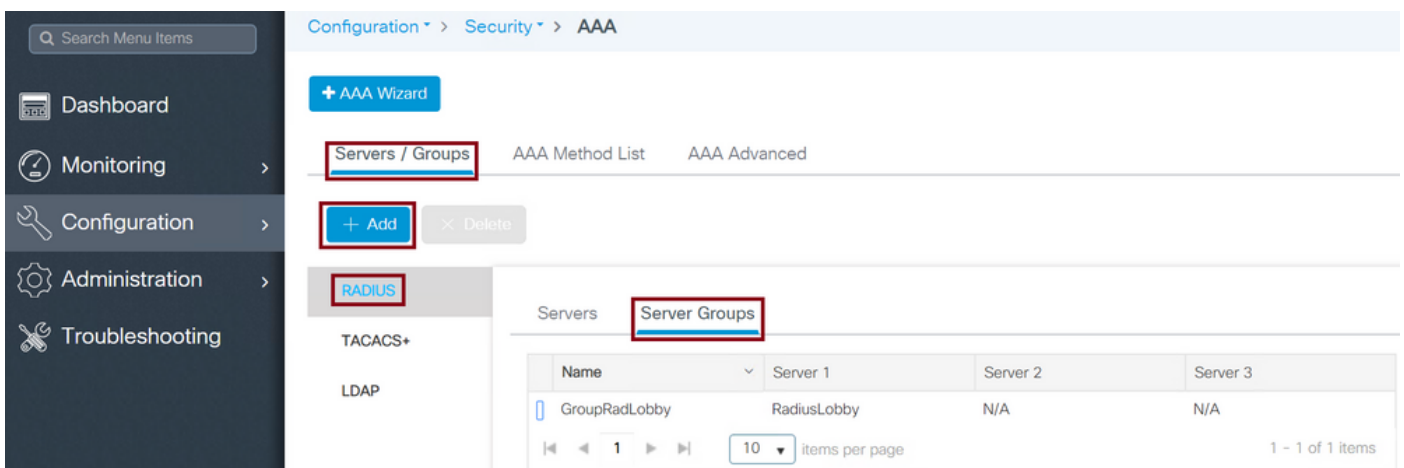 Search Menu Items
Dashboard
Monitoring
Configuration
Administration
Troubleshooting
Configuration > Security > AAA
+ AAA Wizard
Servers / Groups AAA Method List AAA Advanced
+ Add × Delete
RADIUS
TACACS+
LDAP
Servers Server Groups
Name Server 1 Server 2 Server 3
GroupRadLobby RadiusLobby N/A N/A
1 10 items per page 1 - 1 of 1 items